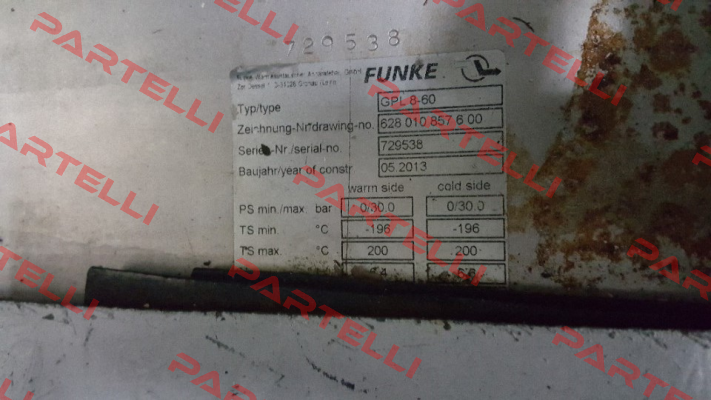 729538
FUNKE
Typ/type GPL 8-60
Zeichnung-Nr/drawing-no. 628 010 857 6 00
Serien-Nr./serial-no. 729538
Baujahr/year of constr 05.2013
warm side cold side
PS min./max. bar 0/30.0 0/30.0
TS min. °C -196 -196
TS max. °C 200 200
PARTELLI
PARTELLI
PARTELLI
PARTELLI
PARTELLI
PARTELLI
PARTELLI
PARTELLI